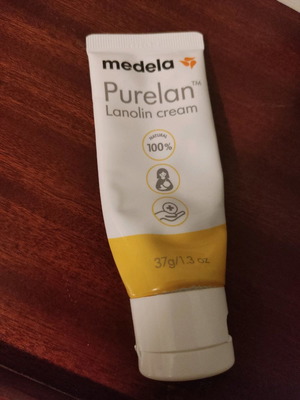 medela
Purelan™
Lanolin cream
NATURAL
100%
37g/1.3 oz